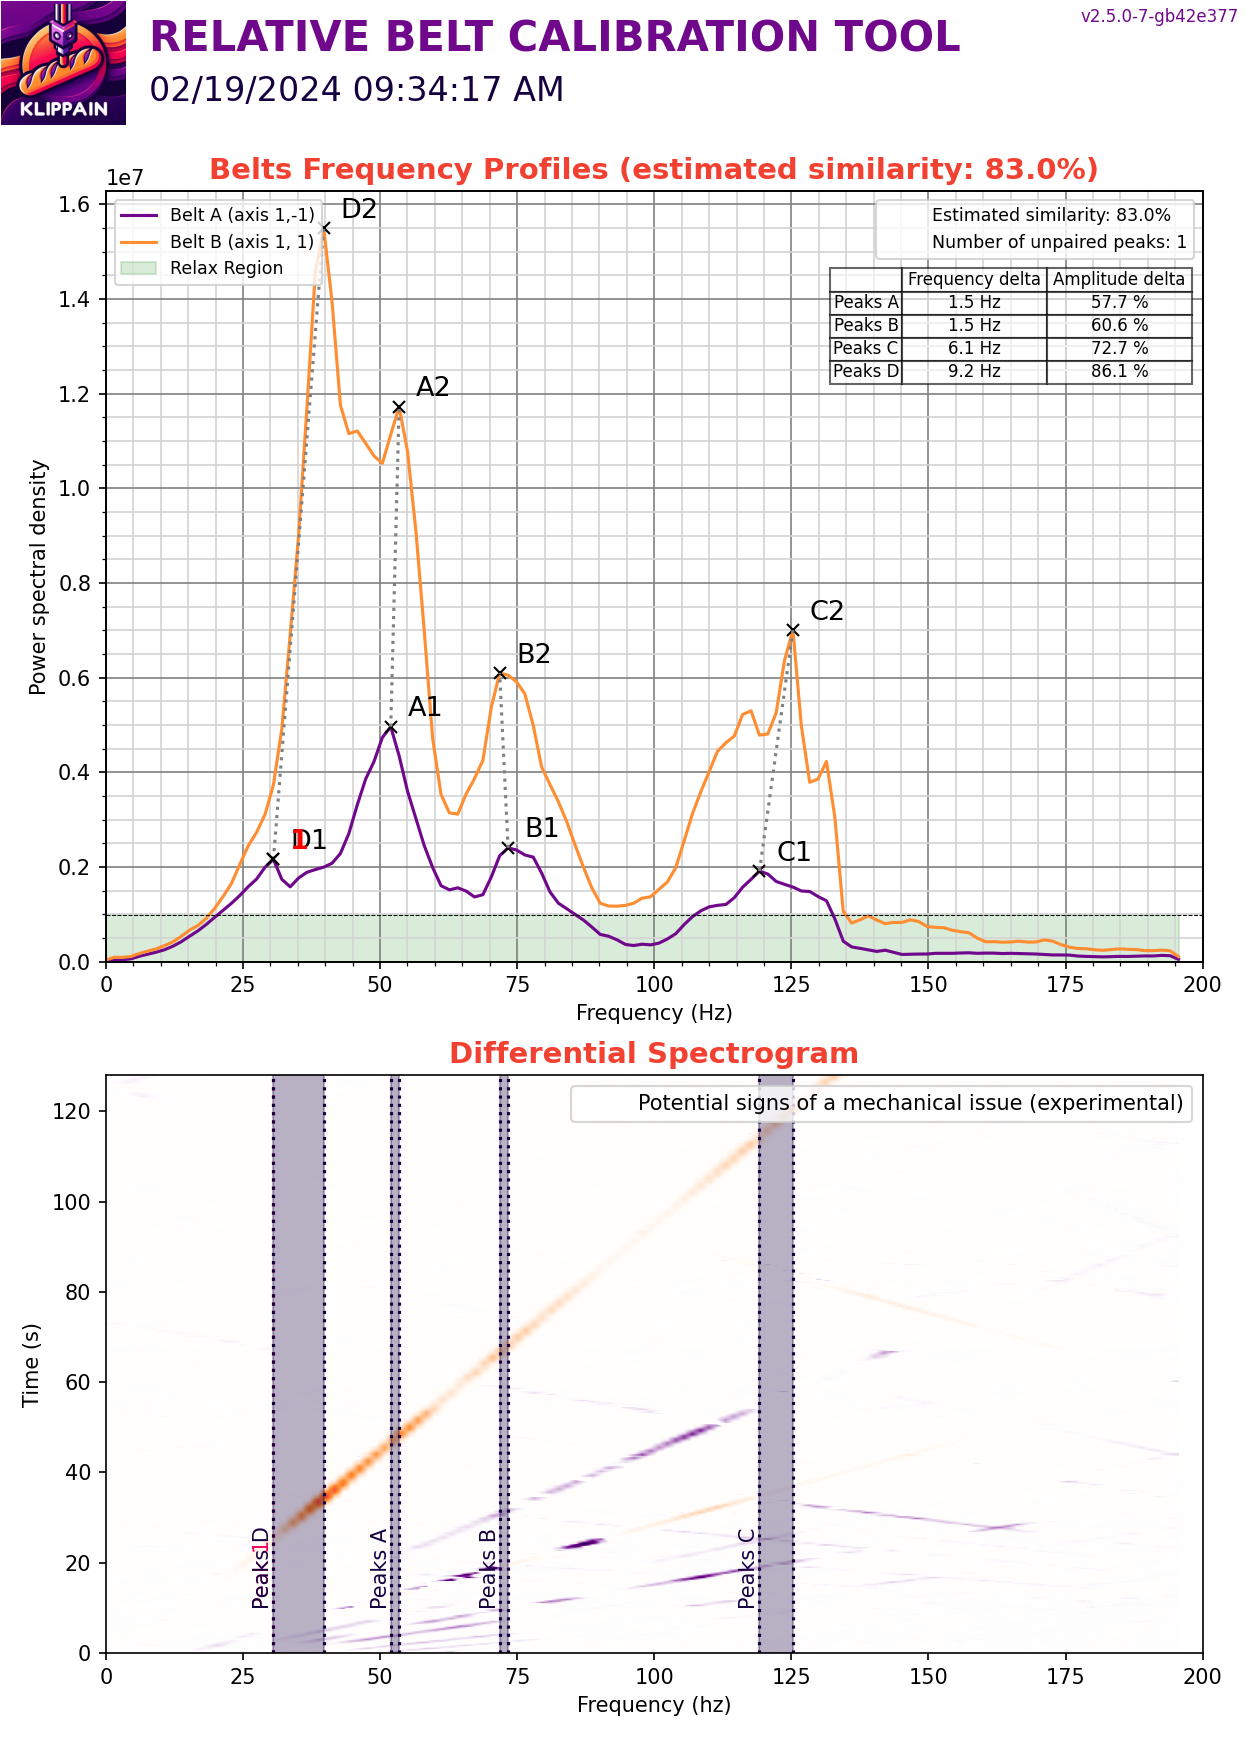 v2.5.0-7-gb42e377
RELATIVE BELT CALIBRATION TOOL
02/19/2024 09:34:17 AM
KLIPPAIN
Belts Frequency Profiles (estimated similarity: 83.0%)
1e7
Belt A (axis 1,-1)
Belt B (axis 1, 1)
Relax Region
Estimated similarity: 83.0%
Number of unpaired peaks: 1
Frequency delta Amplitude delta
Peaks A 1.5 Hz 57.7 %
Peaks B 1.5 Hz 60.6 %
Peaks C 6.1 Hz 72.7 %
Peaks D 9.2 Hz 86.1 %
D2
A2
C2
B2
A1
B1
D1
1
C1
Power spectral density
1.6
1.4
1.2
1.0
0.8
0.6
0.4
0.2
0.0
0 25 50 75 100 125 150 175 200
Frequency (Hz)
Differential Spectrogram
Potential signs of a mechanical issue (experimental)
Time (s)
120
100
80
60
40
20
0
Peaks D
1
Peaks A
Peaks B
Peaks C
0 25 50 75 100 125 150 175 200
Frequency (hz)